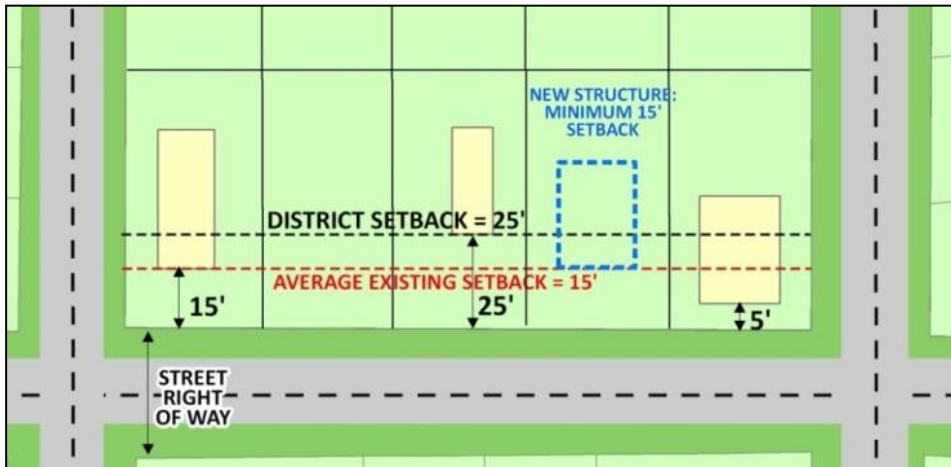 NEW STRUCTURE:
MINIMUM 15'
SETBACK
DISTRICT SETBACK = 25'
AVERAGE EXISTING SETBACK = 15'
15'
25'
5'
STREET
RIGHT
OF WAY